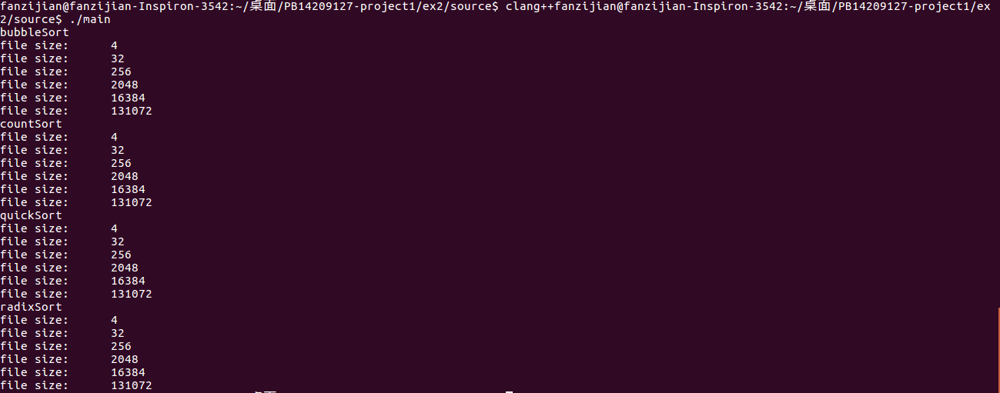 fanzijian@fanzijian-Inspiron-3542:~/桌面/PB14209127-project1/ex2/source$ clang++fanzijian@fanzijian-Inspiron-3542:~/桌面/PB14209127-project1/ex
2/source$ ./main
bubbleSort
file size:      4
file size:      32
file size:      256
file size:      2048
file size:      16384
file size:      131072
countSort
file size:      4
file size:      32
file size:      256
file size:      2048
file size:      16384
file size:      131072
quickSort
file size:      4
file size:      32
file size:      256
file size:      2048
file size:      16384
file size:      131072
radixSort
file size:      4
file size:      32
file size:      256
file size:      2048
file size:      16384
file size:      131072